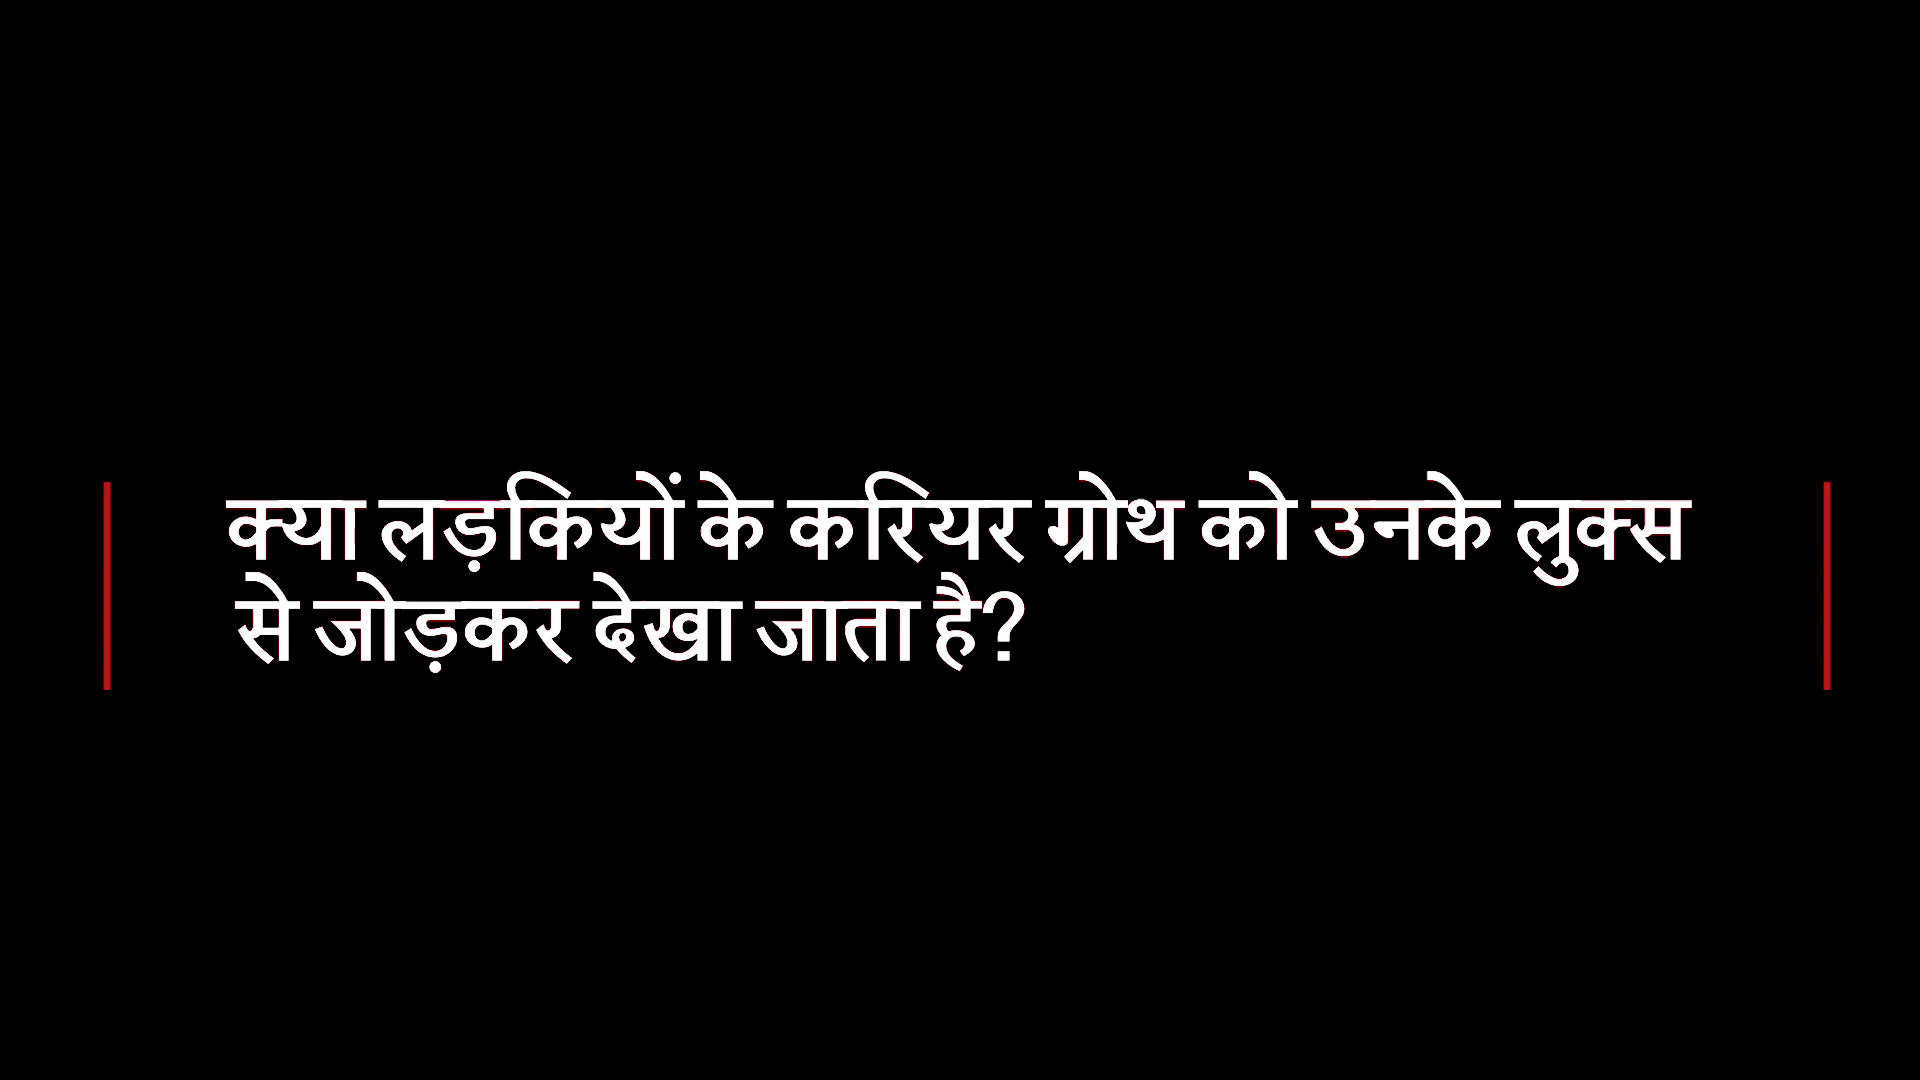 क्या लड़कियों के करियर ग्रोथ को उनके लुक्स
से जोड़कर देखा जाता है?